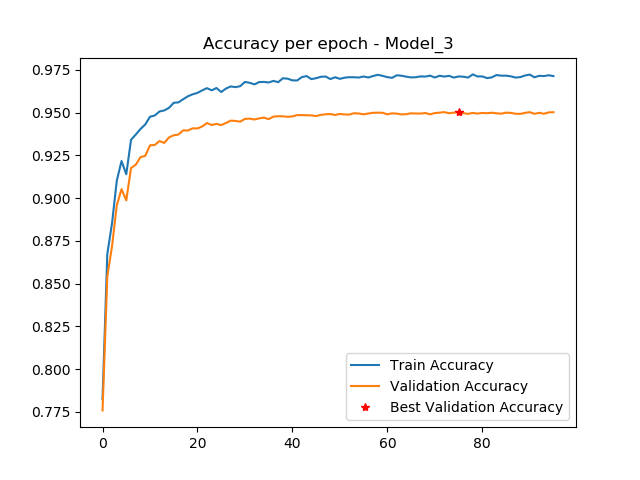 Accuracy per epoch - Model_3
0.975
0.950
0.925
0.900
0.875
0.850
0.825
0.800
0.775
Train Accuracy
Validation Accuracy
Best Validation Accuracy
0 20 40 60 80